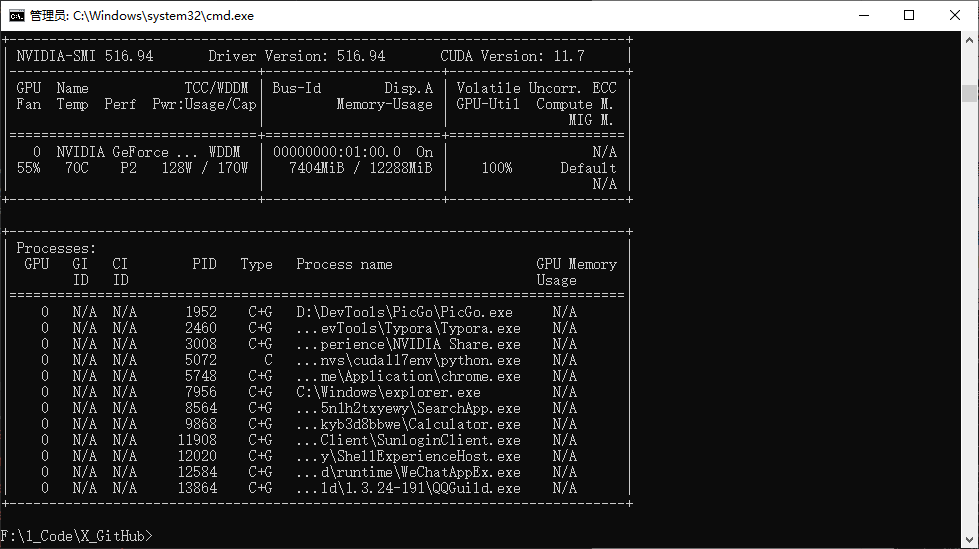 管理员: C:\Windows\system32\cmd.exe
NVIDIA-SMI 516.94 Driver Version: 516.94 CUDA Version: 11.7
GPU Name TCC/WDDM | Bus-Id Disp.A | Volatile Uncorr. ECC
Fan Temp Perf Pwr:Usage/Cap | Memory-Usage | GPU-Util Compute M.
MIG M.
0 NVIDIA GeForce ... WDDM | 00000000:01:00.0 On | N/A
55% 70C P2 128W / 170W | 7404MiB / 12288MiB | 100% Default
N/A
Processes:
GPU GI CI PID Type Process name GPU Memory
ID ID Usage
0 N/A N/A 1952 C+G D:\DevTools\PicGo\PicGo.exe N/A
0 N/A N/A 2460 C+G ...evTools\Typora\Typora.exe N/A
0 N/A N/A 3008 C+G ...perience\NVIDIA Share.exe N/A
0 N/A N/A 5072 C ...nvs\cuda117env\python.exe N/A
0 N/A N/A 5748 C+G ...me\Application\chrome.exe N/A
0 N/A N/A 7956 C+G C:\Windows\explorer.exe N/A
0 N/A N/A 8564 C+G ...5n1h2txyewy\SearchApp.exe N/A
0 N/A N/A 9868 C+G ...kyb3d8bbwe\Calculator.exe N/A
0 N/A N/A 11908 C+G ...Client\SunloginClient.exe N/A
0 N/A N/A 12020 C+G ...y\ShellExperienceHost.exe N/A
0 N/A N/A 12584 C+G ...d\runtime\WeChatAppEx.exe N/A
0 N/A N/A 13864 C+G ...ld\1.3.24-191\QQGuild.exe N/A
F:\1_Code\X_GitHub>